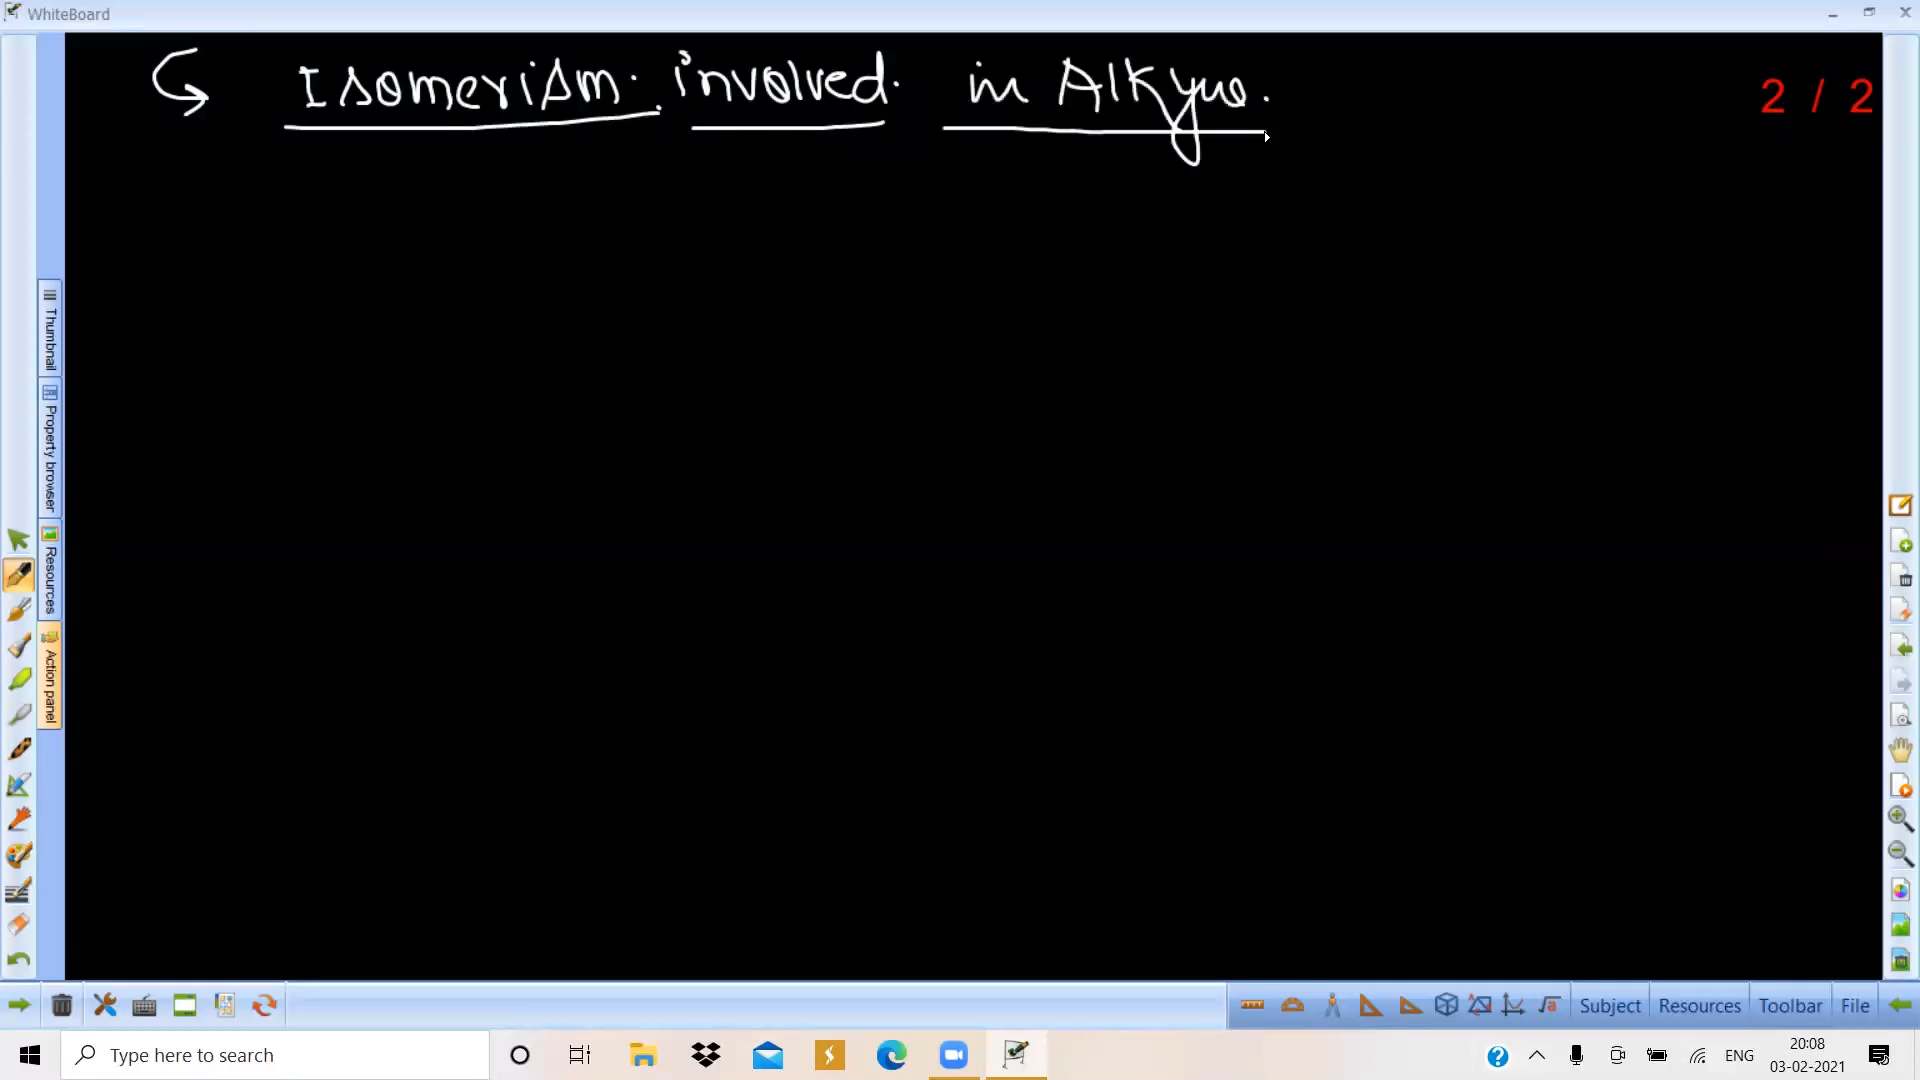 WhiteBoard
Isomerism. involved. in Alkyne.
2 / 2
Thumbnail
Property browser
Resources
Action panel
Subject Resources Toolbar File
Type here to search
ENG
20:08
03-02-2021